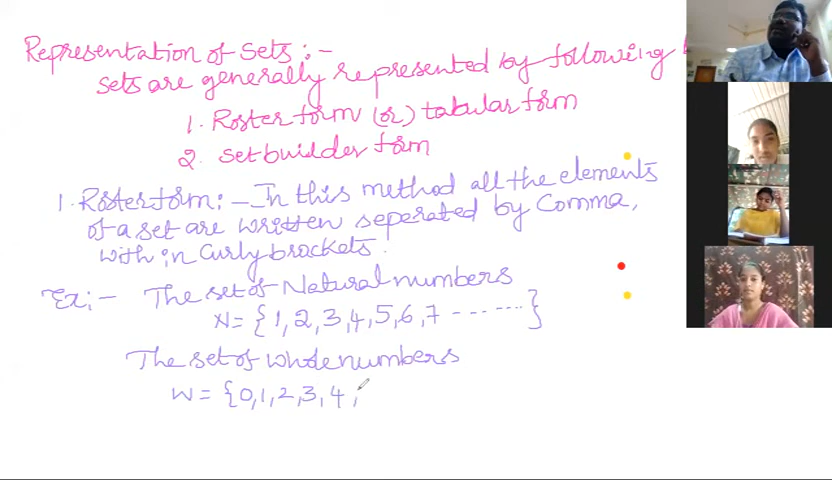 Representation of Sets :-
Sets are generally represented by following
1. Roster form (or) tabular form
2. Set builder form
1. Roster form: - In this method all the elements
of a set are written seperated by Comma,
with in Curly brackets.
Ex:- The set of Natural numbers
N = {1, 2, 3, 4, 5, 6, 7 -------}
The set of whole numbers
W = {0, 1, 2, 3, 4,